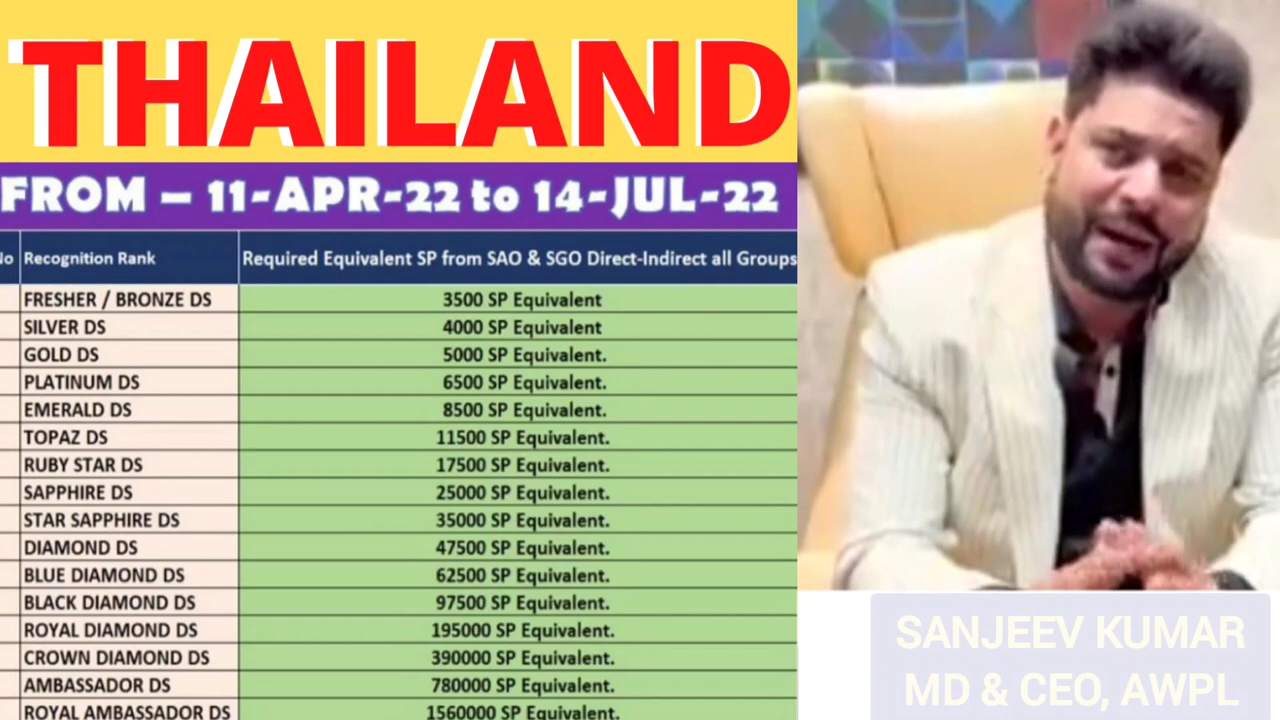 THAILAND
FROM – 11-APR-22 to 14-JUL-22
No Recognition Rank Required Equivalent SP from SAO & SGO Direct-Indirect all Groups
FRESHER / BRONZE DS 3500 SP Equivalent
SILVER DS 4000 SP Equivalent
GOLD DS 5000 SP Equivalent.
PLATINUM DS 6500 SP Equivalent.
EMERALD DS 8500 SP Equivalent.
TOPAZ DS 11500 SP Equivalent.
RUBY STAR DS 17500 SP Equivalent.
SAPPHIRE DS 25000 SP Equivalent.
STAR SAPPHIRE DS 35000 SP Equivalent.
DIAMOND DS 47500 SP Equivalent.
BLUE DIAMOND DS 62500 SP Equivalent.
BLACK DIAMOND DS 97500 SP Equivalent.
ROYAL DIAMOND DS 195000 SP Equivalent.
CROWN DIAMOND DS 390000 SP Equivalent.
AMBASSADOR DS 780000 SP Equivalent.
ROYAL AMBASSADOR DS 1560000 SP Equivalent.
SANJEEV KUMAR
MD & CEO, AWPL